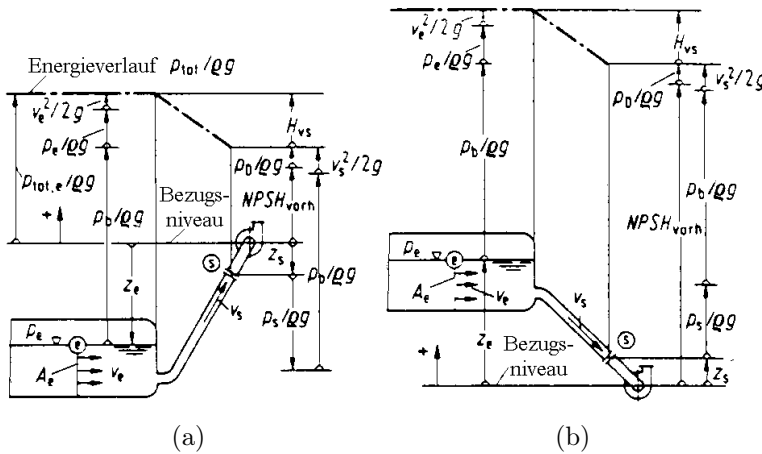 Energieverlauf p_tot/ϱg
v_e²/2g
p_e/ϱg
p_tot,e/ϱg
p_b/ϱg
+
Bezugs-
niveau
H_vs
p_D/ϱg
v_s²/2g
NPSH_vorh
z_s
z_e
s
p_b/ϱg
p_s/ϱg
v_s
p_e
e
A_e
v_e
(a)
v_e²/2g
p_e/ϱg
H_vs
v_s²/2g
p_D/ϱg
p_b/ϱg
p_b/ϱg
NPSH_vorh
p_e
e
A_e
v_e
v_s
p_s/ϱg
z_e
s
+
Bezugs-
niveau
z_s
(b)